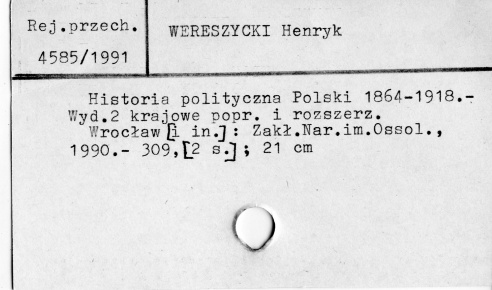 Rej.przech.
4585/1991
WERESZYCKI Henryk
Historia polityczna Polski 1864-1918.-
Wyd.2 krajowe popr. i rozszerz.
Wrocław [i in.] : Zakł.Nar.im.Ossol.,
1990.- 309,[2 s.] ; 21 cm